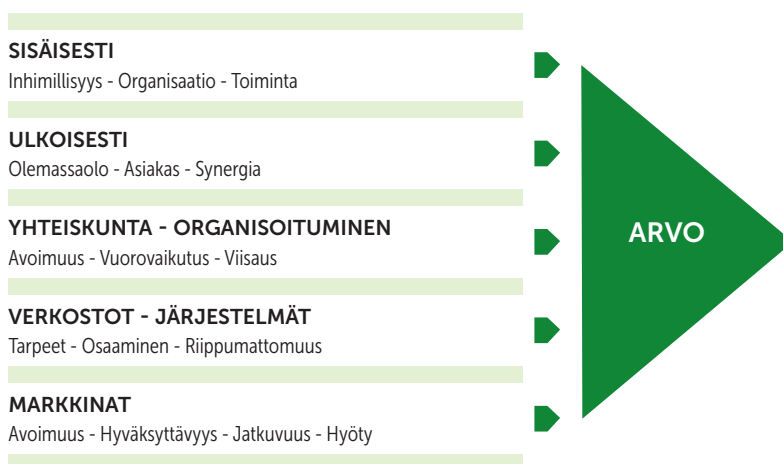 SISÄISESTI
Inhimillisyys - Organisaatio - Toiminta
ULKOISESTI
Olemassaolo - Asiakas - Synergia
YHTEISKUNTA - ORGANISOITUMINEN
Avoimuus - Vuorovaikutus - Viisaus
VERKOSTOT - JÄRJESTELMÄT
Tarpeet - Osaaminen - Riippumattomuus
MARKKINAT
Avoimuus - Hyväksyttävyys - Jatkuvuus - Hyöty
ARVO